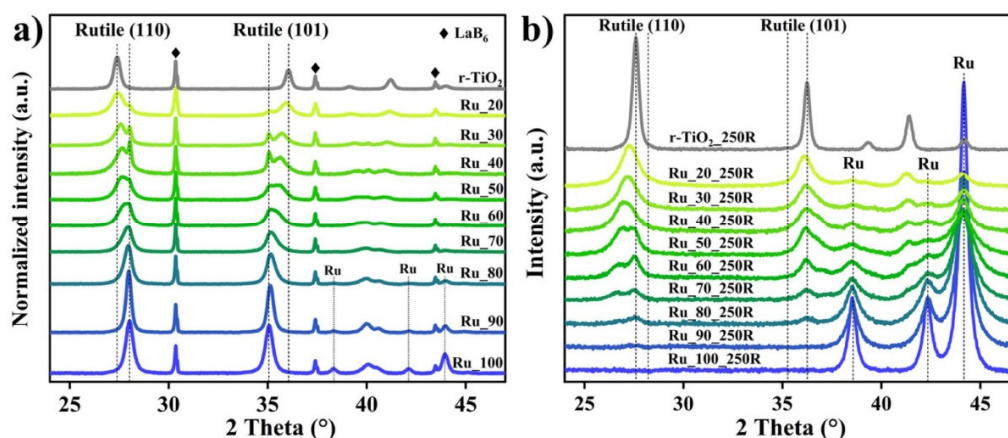 a)
Rutile (110)
Rutile (101)
♦ LaB₆
r-TiO₂
Ru_20
Ru_30
Ru_40
Ru_50
Ru_60
Ru_70
Ru_80
Ru
Ru
Ru
Ru_90
Ru_100
Normalized intensity (a.u.)
25
30
35
40
45
2 Theta (°)
b)
Rutile (110)
Rutile (101)
Ru
r-TiO₂_250R
Ru
Ru
Ru_20_250R
Ru_30_250R
Ru_40_250R
Ru_50_250R
Ru_60_250R
Ru_70_250R
Ru_80_250R
Ru_90_250R
Ru_100_250R
Intensity (a.u.)
25
30
35
40
45
2 Theta (°)